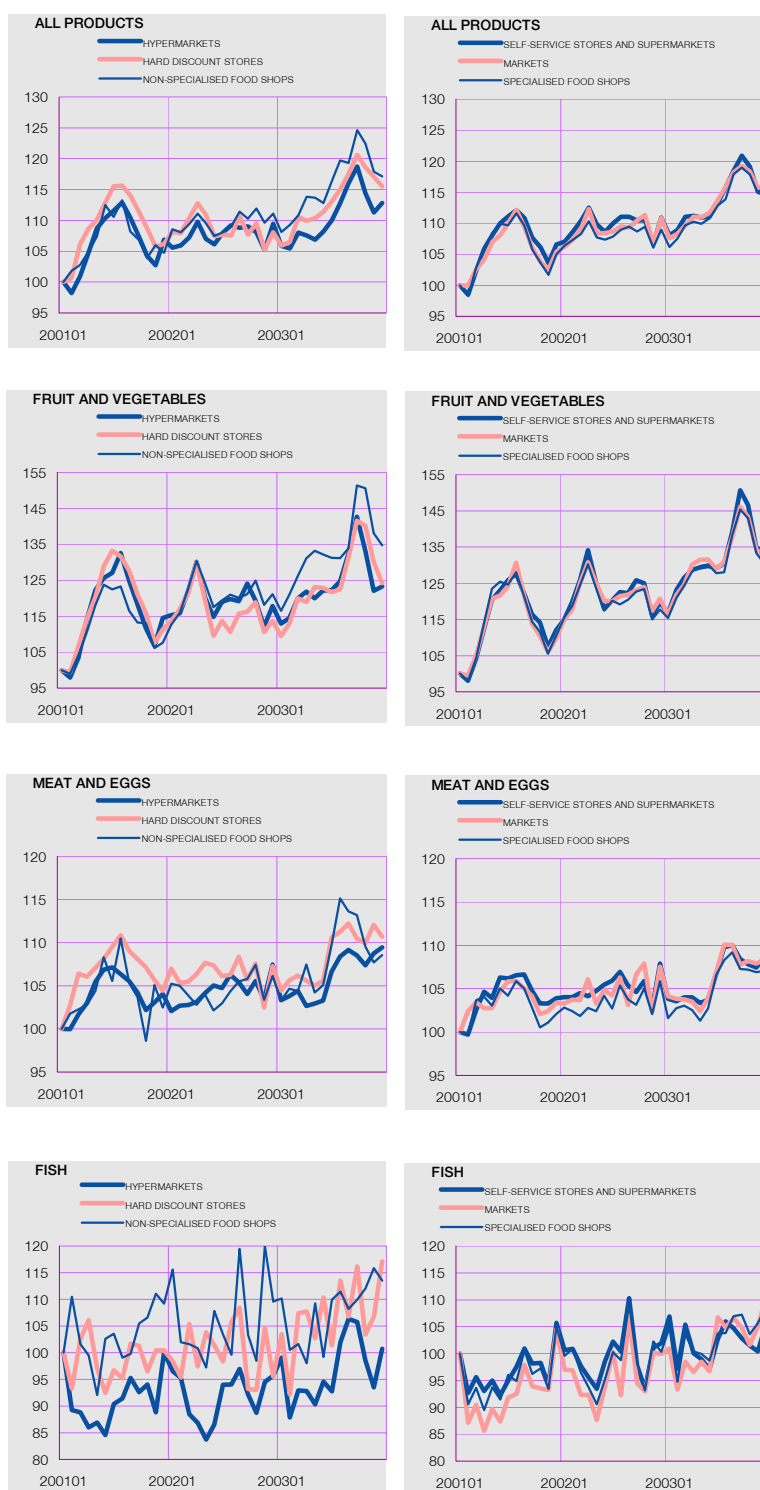 ALL PRODUCTS
HYPERMARKETS
HARD DISCOUNT STORES
NON-SPECIALISED FOOD SHOPS
130
125
120
115
110
105
100
95
200101 200201 200301
ALL PRODUCTS
SELF-SERVICE STORES AND SUPERMARKETS
MARKETS
SPECIALISED FOOD SHOPS
130
125
120
115
110
105
100
95
200101 200201 200301
FRUIT AND VEGETABLES
HYPERMARKETS
HARD DISCOUNT STORES
NON-SPECIALISED FOOD SHOPS
155
145
135
125
115
105
95
200101 200201 200301
FRUIT AND VEGETABLES
SELF-SERVICE STORES AND SUPERMARKETS
MARKETS
SPECIALISED FOOD SHOPS
155
145
135
125
115
105
95
200101 200201 200301
MEAT AND EGGS
HYPERMARKETS
HARD DISCOUNT STORES
NON-SPECIALISED FOOD SHOPS
120
115
110
105
100
95
200101 200201 200301
MEAT AND EGGS
SELF-SERVICE STORES AND SUPERMARKETS
MARKETS
SPECIALISED FOOD SHOPS
120
115
110
105
100
95
200101 200201 200301
FISH
HYPERMARKETS
HARD DISCOUNT STORES
NON-SPECIALISED FOOD SHOPS
120
115
110
105
100
95
90
85
80
200101 200201 200301
FISH
SELF-SERVICE STORES AND SUPERMARKETS
MARKETS
SPECIALISED FOOD SHOPS
120
115
110
105
100
95
90
85
80
200101 200201 200301